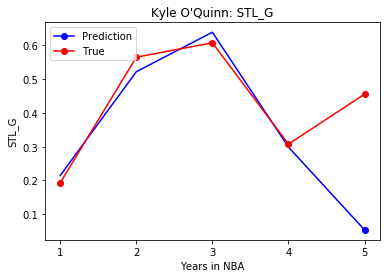 Kyle O'Quinn: STL_G
Prediction
True
STL_G
0.6
0.5
0.4
0.3
0.2
0.1
1 2 3 4 5
Years in NBA